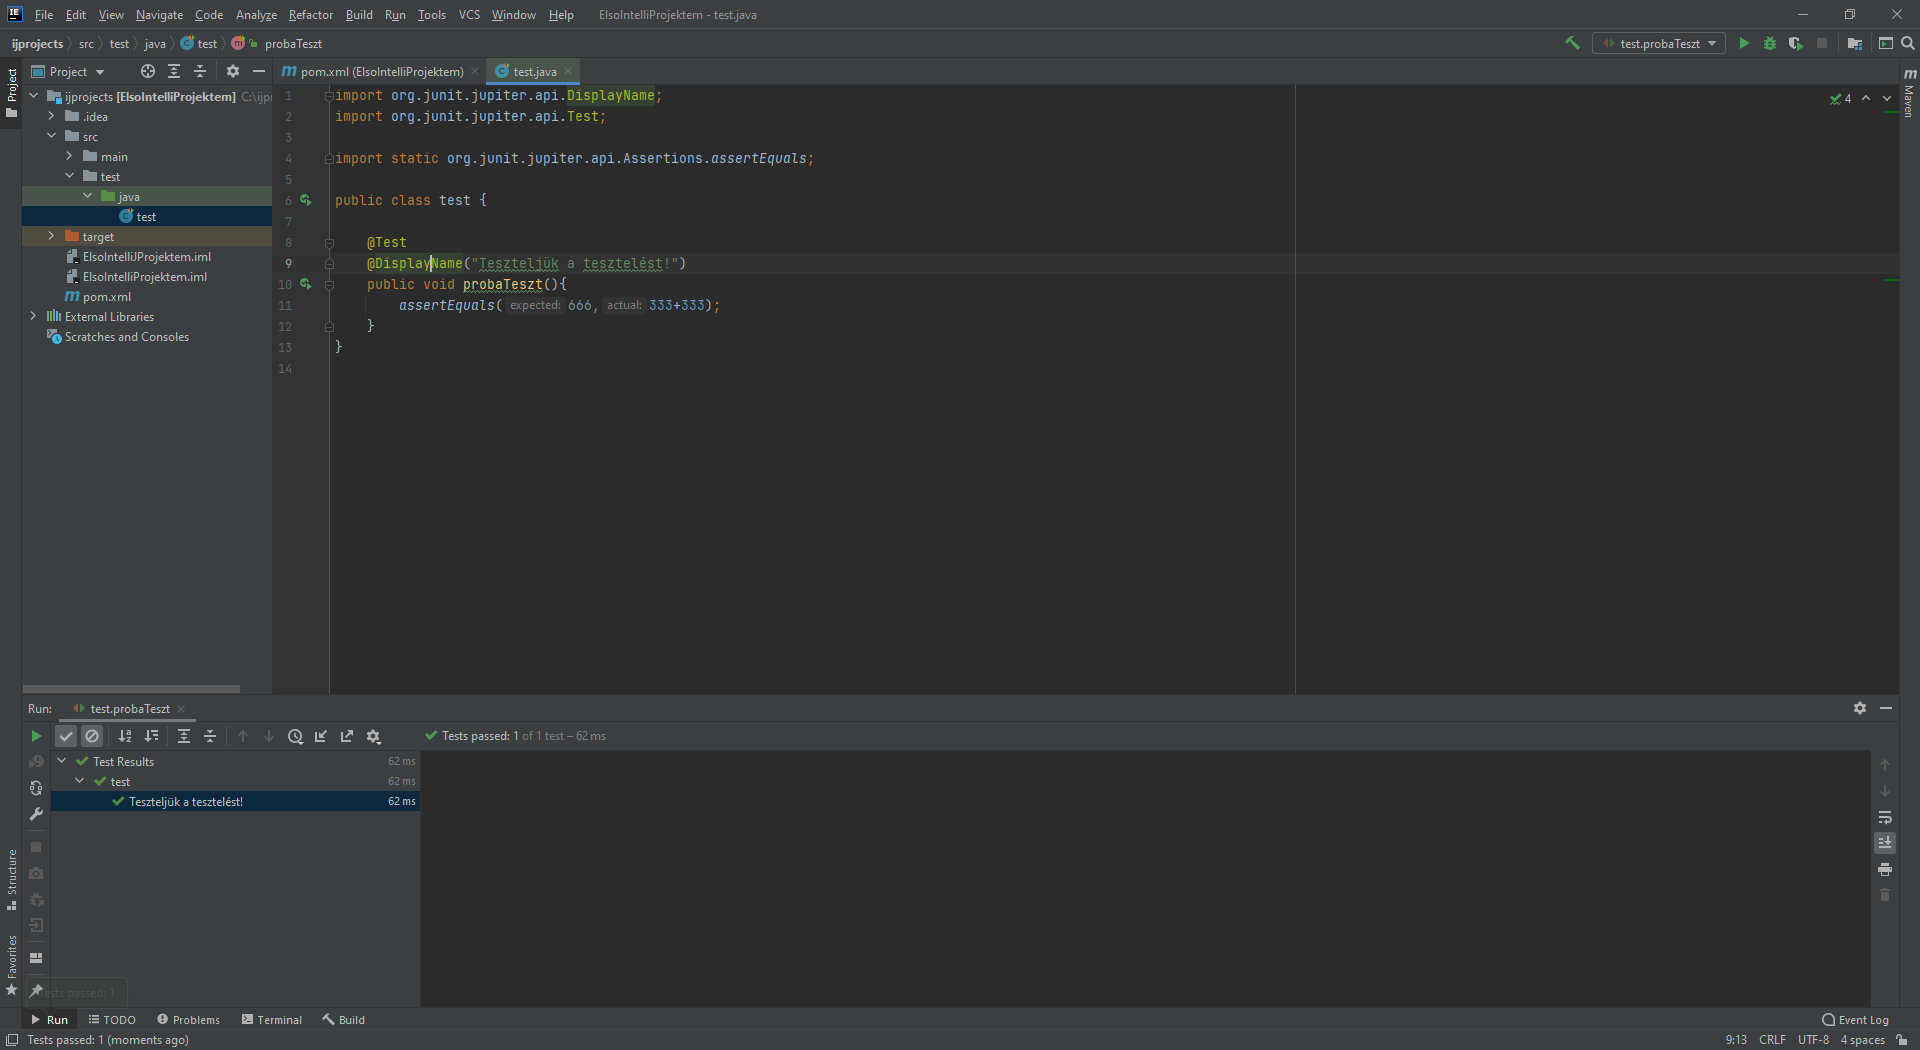 IE File Edit View Navigate Code Analyze Refactor Build Run Tools VCS Window Help ElsoIntelliProjektem - test.java
ijprojects src test java test probaTeszt
test.probaTeszt
Project
pom.xml (ElsoIntelliProjektem)
test.java
Project
Maven
ijprojects [ElsoIntelliProjektem] C:\ijpr
.idea
src
main
test
java
test
target
ElsoIntelliJProjektem.iml
ElsoIntelliProjektem.iml
pom.xml
External Libraries
Scratches and Consoles
4
1 import org.junit.jupiter.api.DisplayName;
2 import org.junit.jupiter.api.Test;
3
4 import static org.junit.jupiter.api.Assertions.assertEquals;
5
6 public class test {
7
8 @Test
9 @DisplayName("Teszteljük a tesztelést!")
10 public void probaTeszt(){
11 assertEquals( expected: 666, actual: 333+333);
12 }
13 }
14
Run: test.probaTeszt
Tests passed: 1 of 1 test – 62 ms
Test Results 62 ms
test 62 ms
Teszteljük a tesztelést! 62 ms
Structure
Favorites
Tests passed: 1
Run TODO Problems Terminal Build Event Log
Tests passed: 1 (moments ago) 9:13 CRLF UTF-8 4 spaces